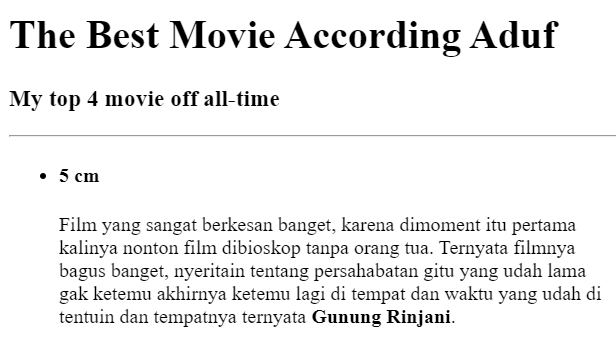 The Best Movie According Aduf
My top 4 movie off all-time
5 cm
Film yang sangat berkesan banget, karena dimoment itu pertama
kalinya nonton film dibioskop tanpa orang tua. Ternyata filmnya
bagus banget, nyeritain tentang persahabatan gitu yang udah lama
gak ketemu akhirnya ketemu lagi di tempat dan waktu yang udah di
tentuin dan tempatnya ternyata Gunung Rinjani.